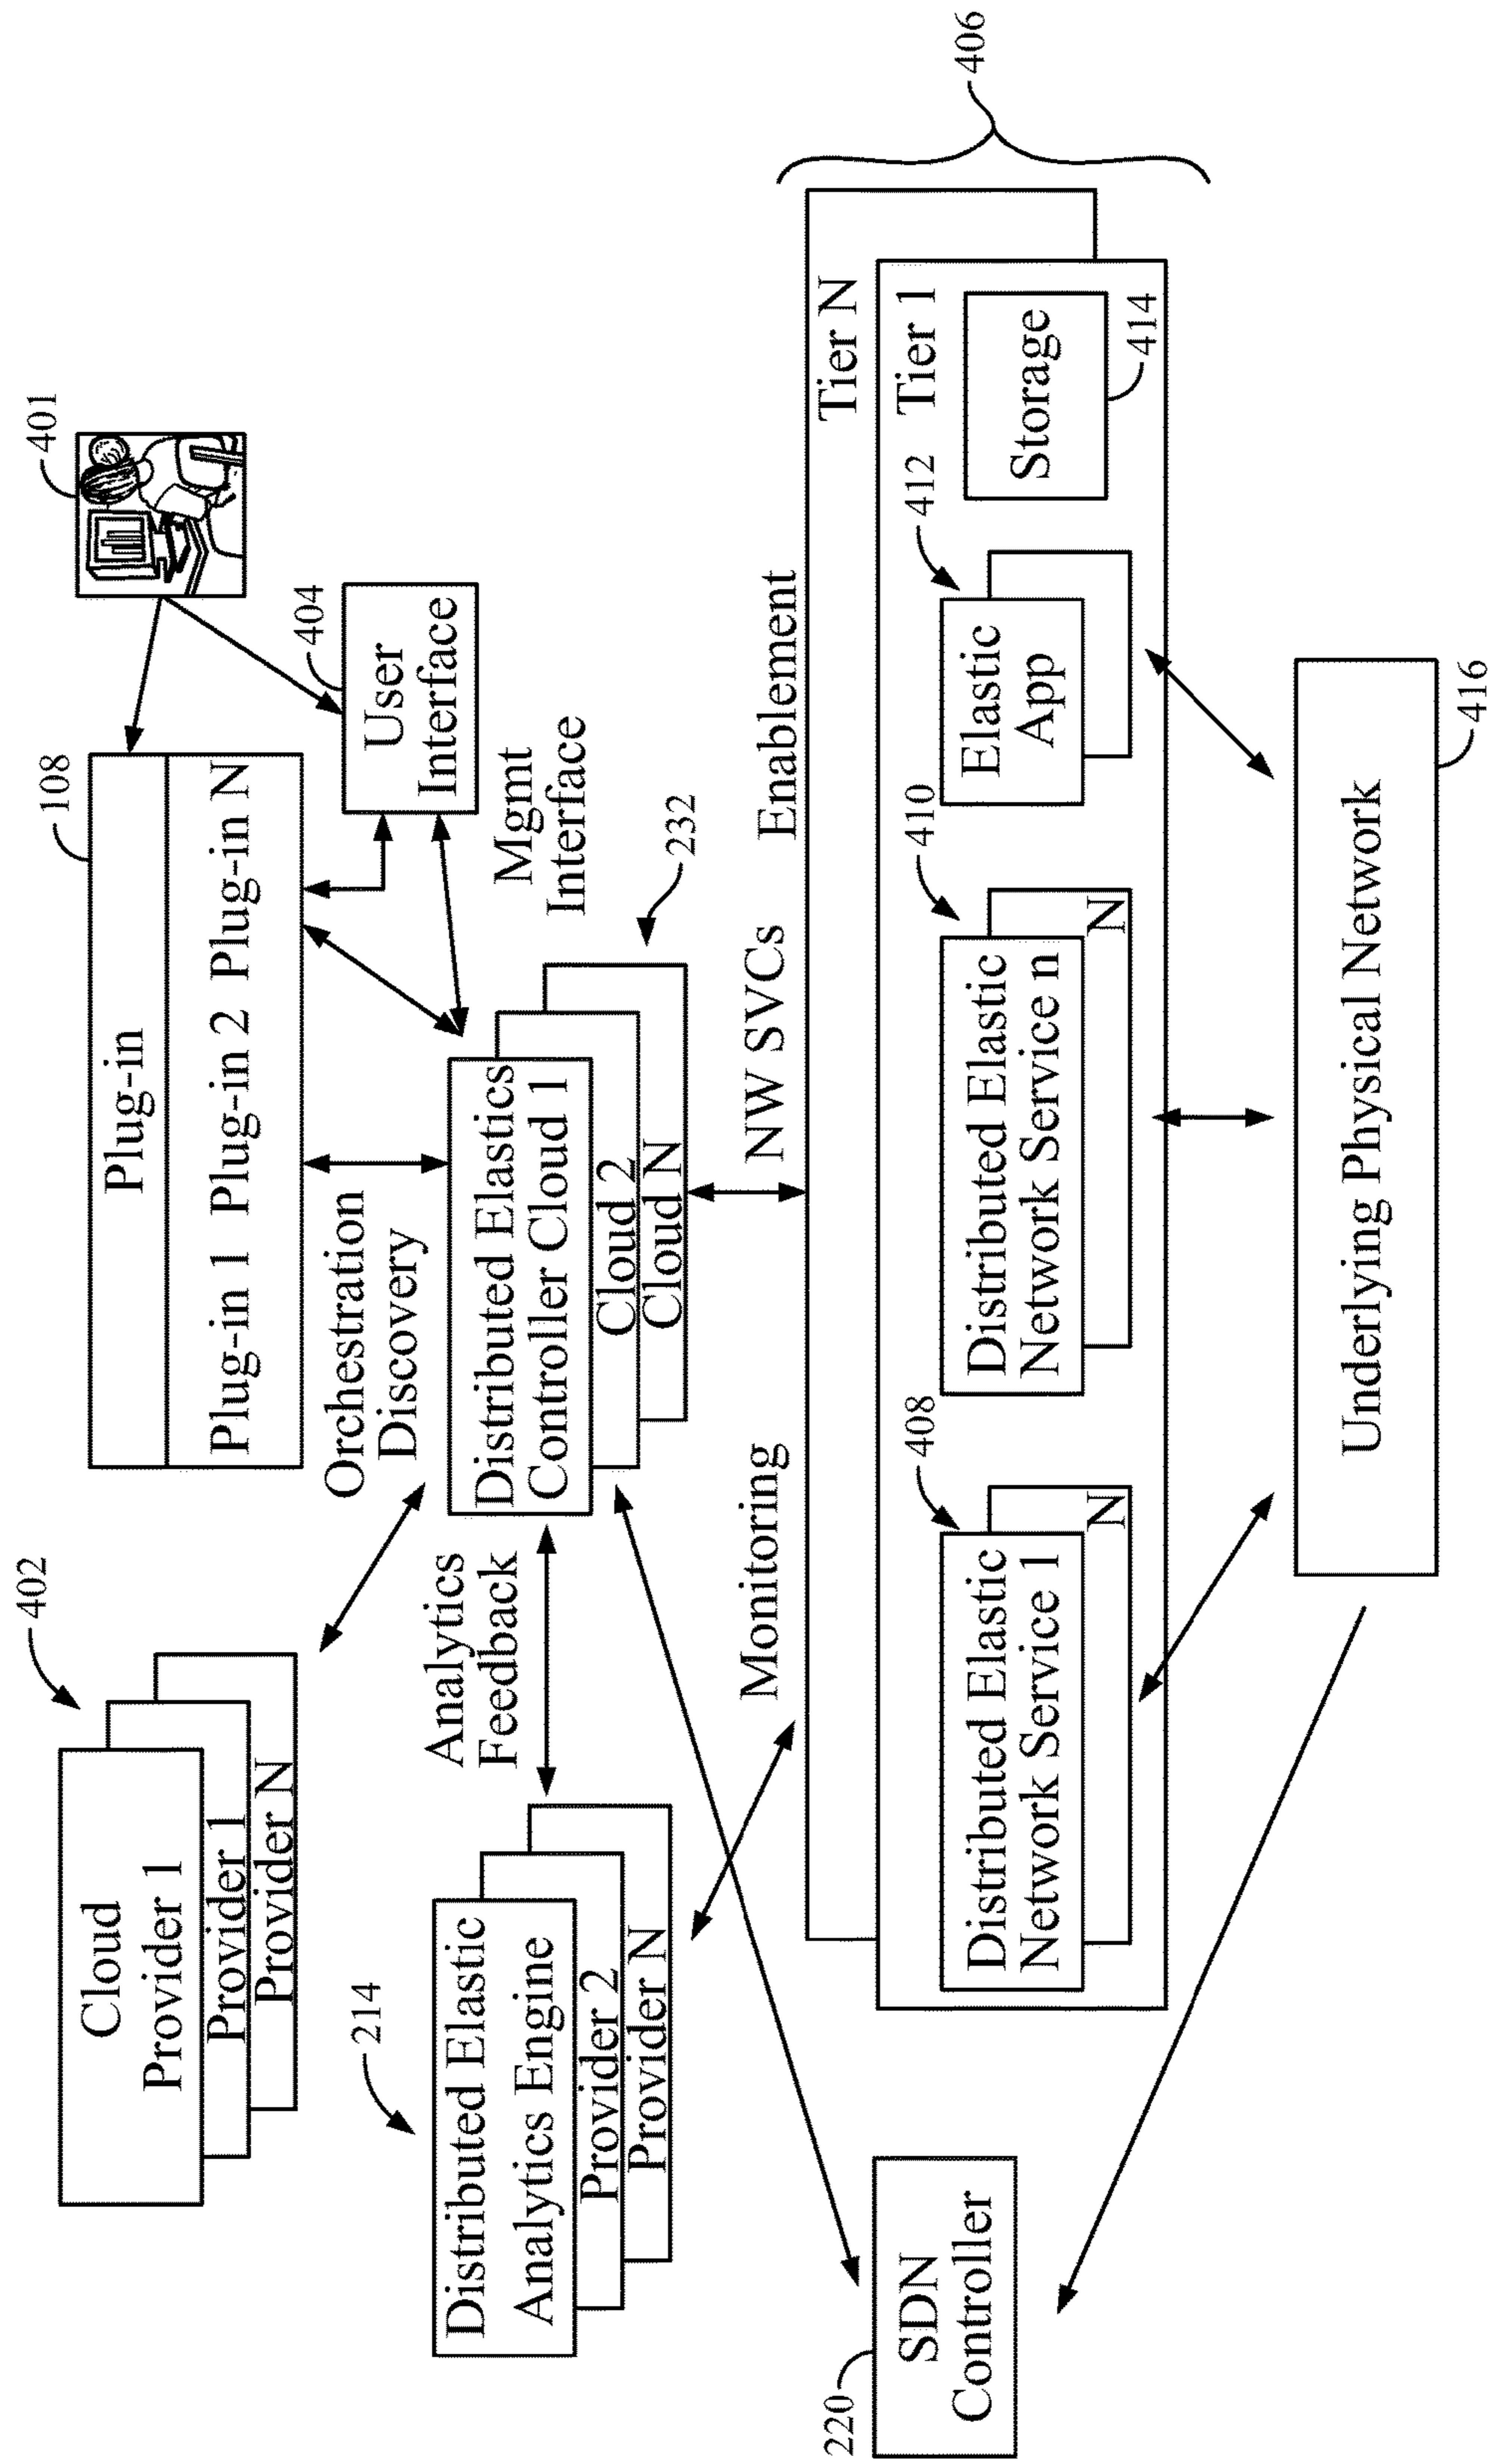 402
Cloud
Provider 1
Provider 1
Provider N
108
Plug-in
Plug-in 1 Plug-in 2 Plug-in N
401
404
User
Interface
Orchestration
Discovery
Mgmt
Interface
214
Distributed Elastic
Analytics Engine
Provider 2
Provider N
Analytics
Feedback
Distributed Elastics
Controller Cloud 1
Cloud 2
Cloud N
232
Monitoring
NW SVCs
Enablement
220
SDN
Controller
Tier N
Tier 1
406
408
Distributed Elastic
Network Service 1
N
410
Distributed Elastic
Network Service n
N
412
Elastic
App
Storage
414
Underlying Physical Network
416